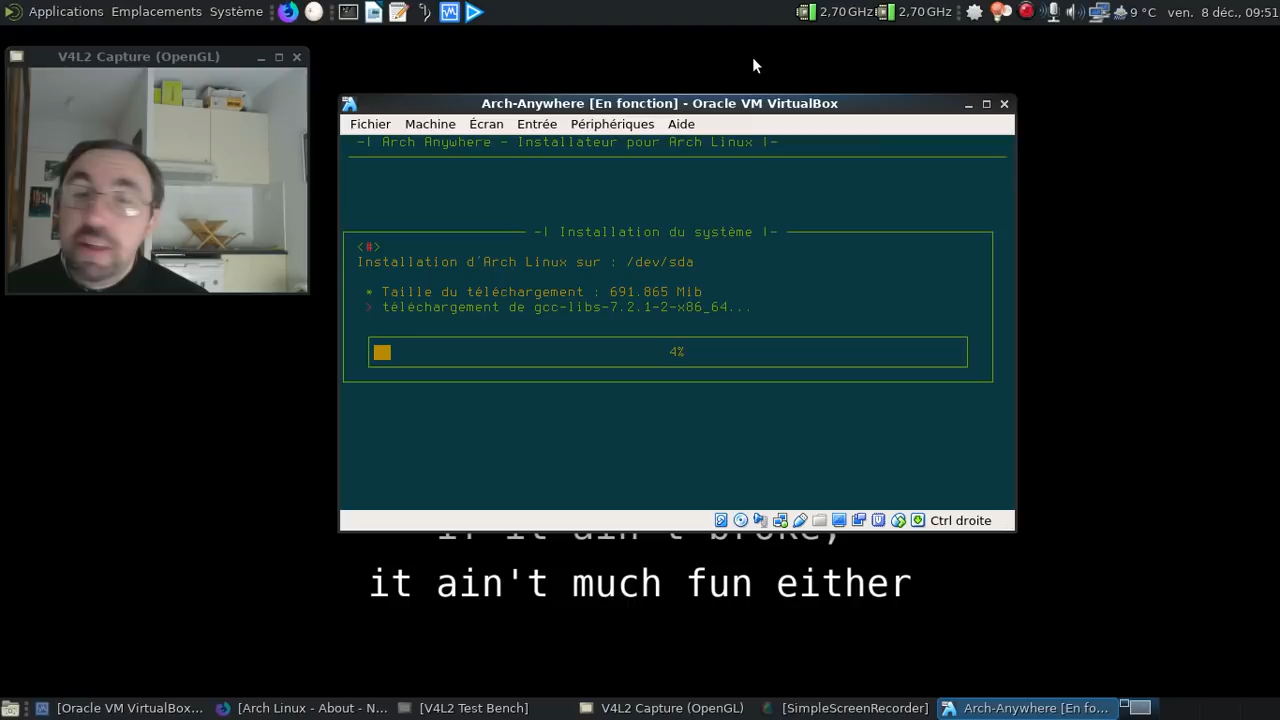 Applications Emplacements Système
2,70 GHz 2,70 GHz 9 °C ven. 8 déc., 09:51
V4L2 Capture (OpenGL)
Arch-Anywhere [En fonction] - Oracle VM VirtualBox
Fichier Machine Écran Entrée Périphériques Aide
-| Arch Anywhere - Installateur pour Arch Linux |-
-| Installation du système |-
<#>
Installation d'Arch Linux sur : /dev/sda
* Taille du téléchargement : 691.865 Mib
> téléchargement de gcc-libs-7.2.1-2-x86_64...
4%
Ctrl droite
if it ain't broke,
it ain't much fun either
[Oracle VM VirtualBox... [Arch Linux - About - N... [V4L2 Test Bench] V4L2 Capture (OpenGL) [SimpleScreenRecorder] Arch-Anywhere [En fo...